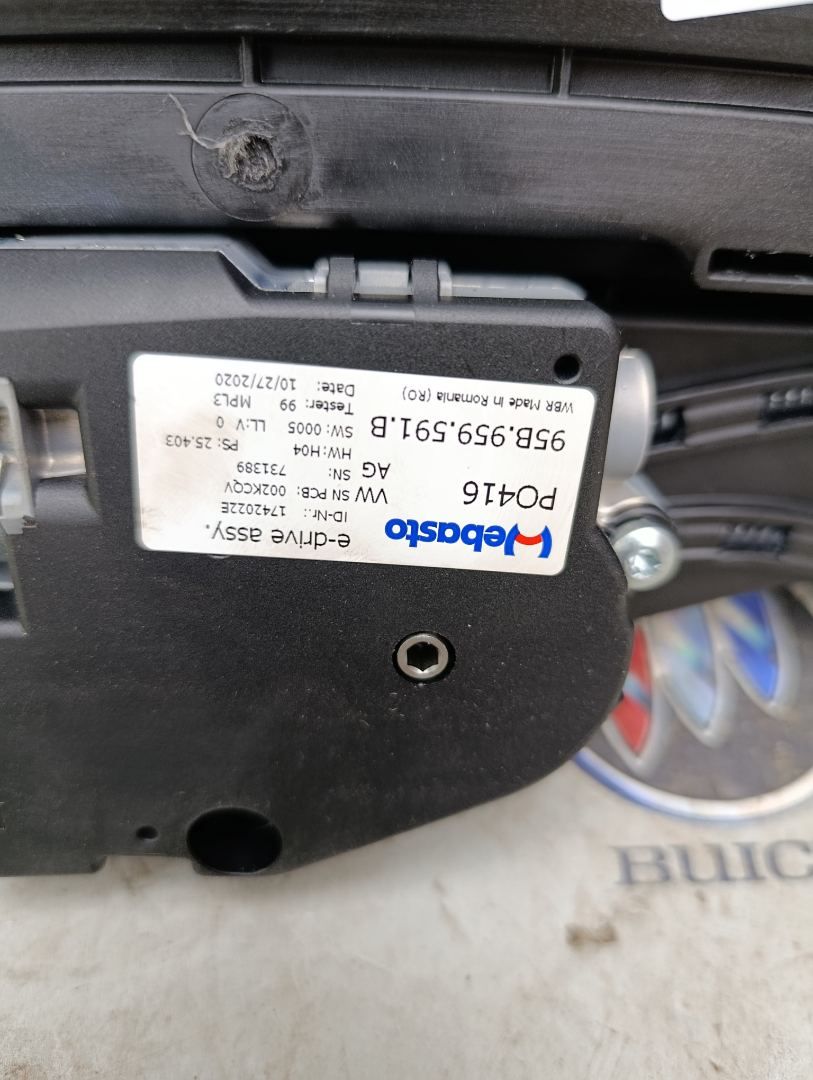 Webasto
e-drive assy.
PO416
ID-Nr.: 1742022E
VW SN PCB: 002KCQV
AG SN: 731389
HW: H04 PS: 25.403
95B.959.591.B
SW: 0005 LL: V 0
Tester: 99 MPL3
WBR Made in Romania (RO)
Date: 10/27/2020
BUIC